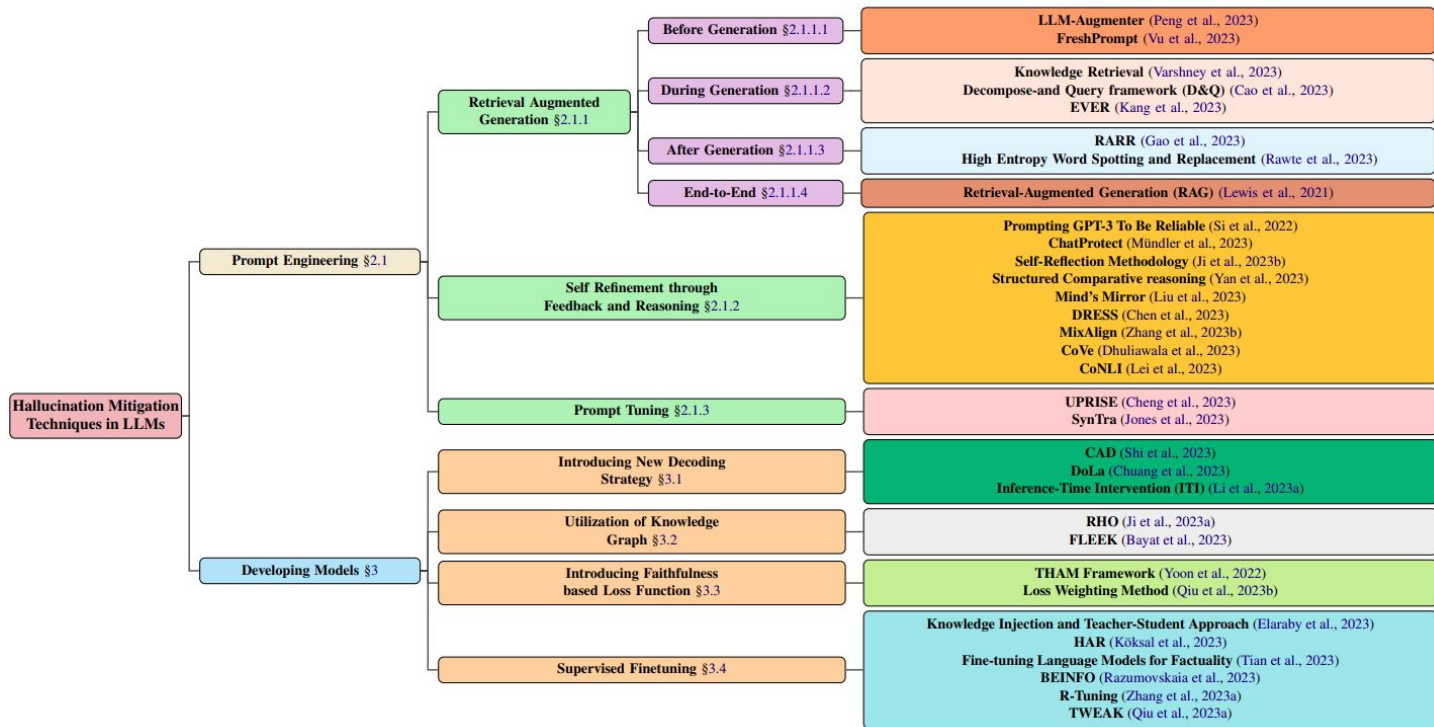 Hallucination Mitigation
Techniques in LLMs
Prompt Engineering §2.1
Retrieval Augmented
Generation §2.1.1
Before Generation §2.1.1.1
LLM-Augmenter (Peng et al., 2023)
FreshPrompt (Vu et al., 2023)
During Generation §2.1.1.2
Knowledge Retrieval (Varshney et al., 2023)
Decompose-and Query framework (D&Q) (Cao et al., 2023)
EVER (Kang et al., 2023)
After Generation §2.1.1.3
RARR (Gao et al., 2023)
High Entropy Word Spotting and Replacement (Rawte et al., 2023)
End-to-End §2.1.1.4
Retrieval-Augmented Generation (RAG) (Lewis et al., 2021)
Self Refinement through
Feedback and Reasoning §2.1.2
Prompting GPT-3 To Be Reliable (Si et al., 2022)
ChatProtect (Mündler et al., 2023)
Self-Reflection Methodology (Ji et al., 2023b)
Structured Comparative reasoning (Yan et al., 2023)
Mind's Mirror (Liu et al., 2023)
DRESS (Chen et al., 2023)
MixAlign (Zhang et al., 2023b)
CoVe (Dhuliawala et al., 2023)
CoNLI (Lei et al., 2023)
Prompt Tuning §2.1.3
UPRISE (Cheng et al., 2023)
SynTra (Jones et al., 2023)
Developing Models §3
Introducing New Decoding
Strategy §3.1
CAD (Shi et al., 2023)
DoLa (Chuang et al., 2023)
Inference-Time Intervention (ITI) (Li et al., 2023a)
Utilization of Knowledge
Graph §3.2
RHO (Ji et al., 2023a)
FLEEK (Bayat et al., 2023)
Introducing Faithfulness
based Loss Function §3.3
THAM Framework (Yoon et al., 2022)
Loss Weighting Method (Qiu et al., 2023b)
Supervised Finetuning §3.4
Knowledge Injection and Teacher-Student Approach (Elaraby et al., 2023)
HAR (Köksal et al., 2023)
Fine-tuning Language Models for Factuality (Tian et al., 2023)
BEINFO (Razumovskaia et al., 2023)
R-Tuning (Zhang et al., 2023a)
TWEAK (Qiu et al., 2023a)